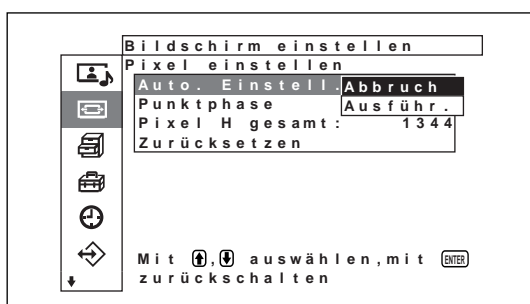 Bildschirm einstellen
Pixel einstellen
Auto. Einstell. Abbruch
Punktphase Ausführ.
Pixel H gesamt: 1344
Zurücksetzen
Mit ↑,↓ auswählen,mit ENTER
zurückschalten